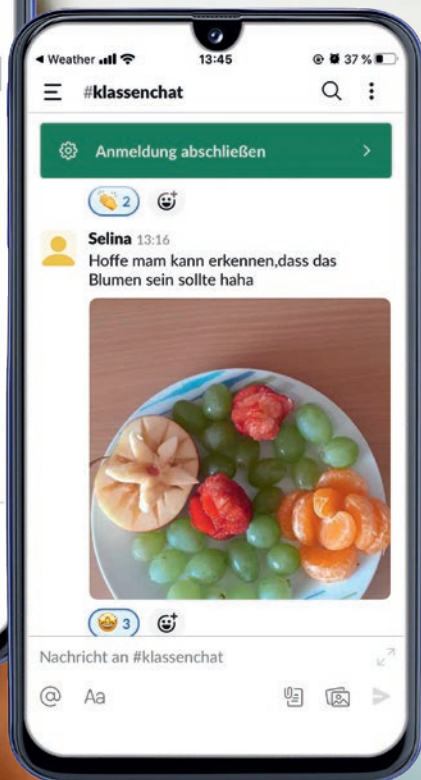 Weather 13:45 37 %
#klassenchat
Anmeldung abschließen
2
Selina 13:16
Hoffe mam kann erkennen,dass das
Blumen sein sollte haha
3
Nachricht an #klassenchat
@ Aa